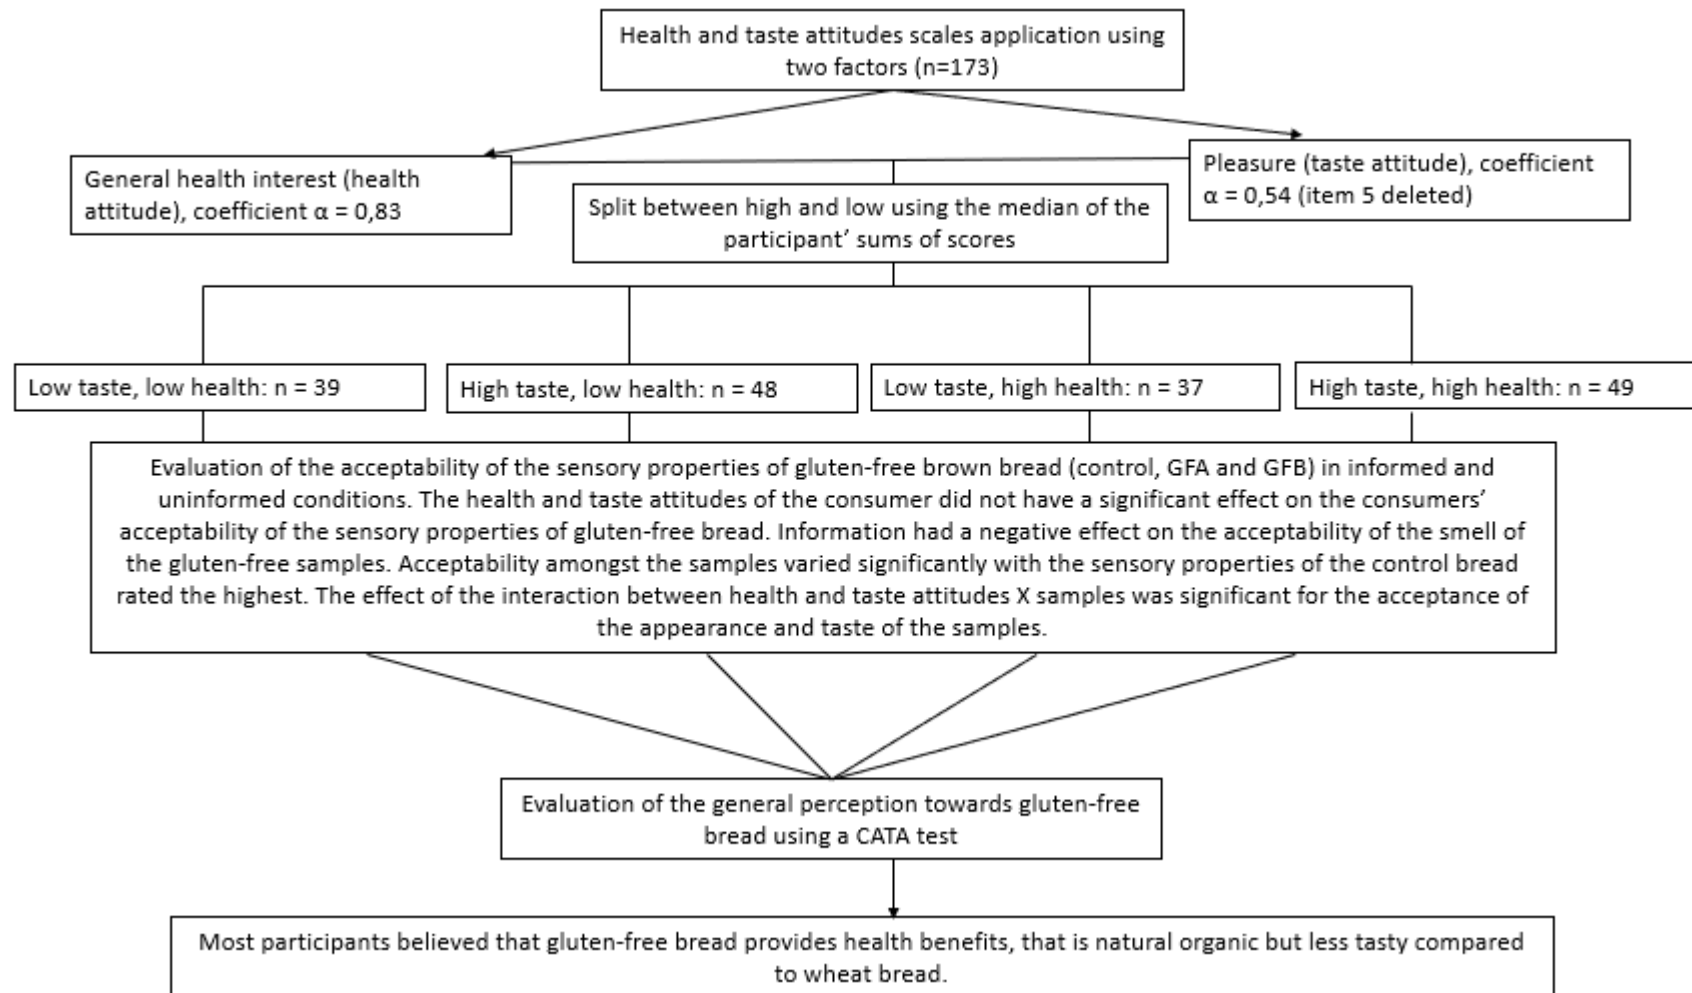 Health and taste attitudes scales application using
two factors (n=173)
General health interest (health
attitude), coefficient α = 0,83
Pleasure (taste attitude), coefficient
α = 0,54 (item 5 deleted)
Split between high and low using the median of the
participant’ sums of scores
Low taste, low health: n = 39
High taste, low health: n = 48
Low taste, high health: n = 37
High taste, high health: n = 49
Evaluation of the acceptability of the sensory properties of gluten-free brown bread (control, GFA and GFB) in informed and
uninformed conditions. The health and taste attitudes of the consumer did not have a significant effect on the consumers’
acceptability of the sensory properties of gluten-free bread. Information had a negative effect on the acceptability of the smell of
the gluten-free samples. Acceptability amongst the samples varied significantly with the sensory properties of the control bread
rated the highest. The effect of the interaction between health and taste attitudes X samples was significant for the acceptance of
the appearance and taste of the samples.
Evaluation of the general perception towards gluten-free
bread using a CATA test
Most participants believed that gluten-free bread provides health benefits, that is natural organic but less tasty compared
to wheat bread.